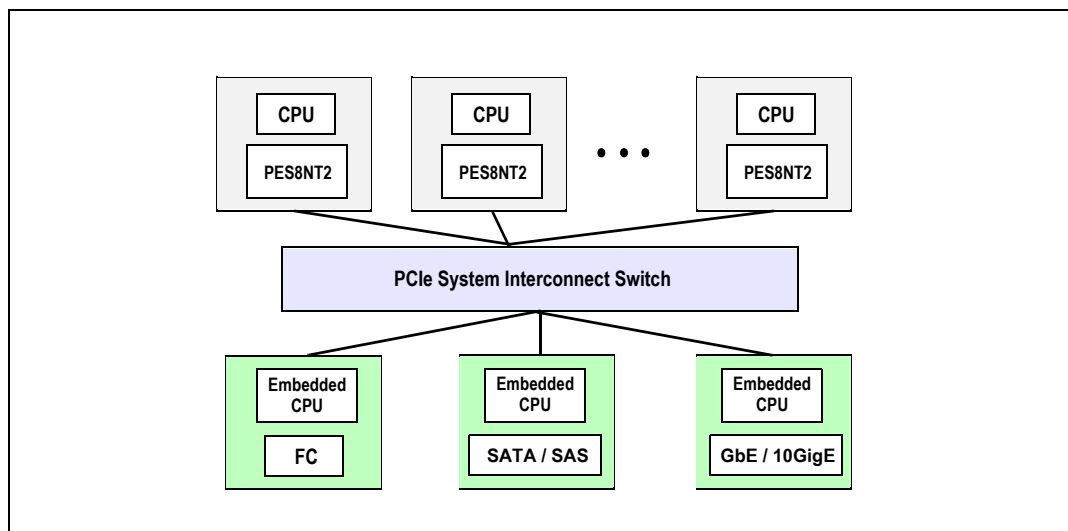 CPU
CPU
CPU
PES8NT2
PES8NT2
• • •
PES8NT2
PCIe System Interconnect Switch
Embedded
CPU
Embedded
CPU
Embedded
CPU
FC
SATA / SAS
GbE / 10GigE